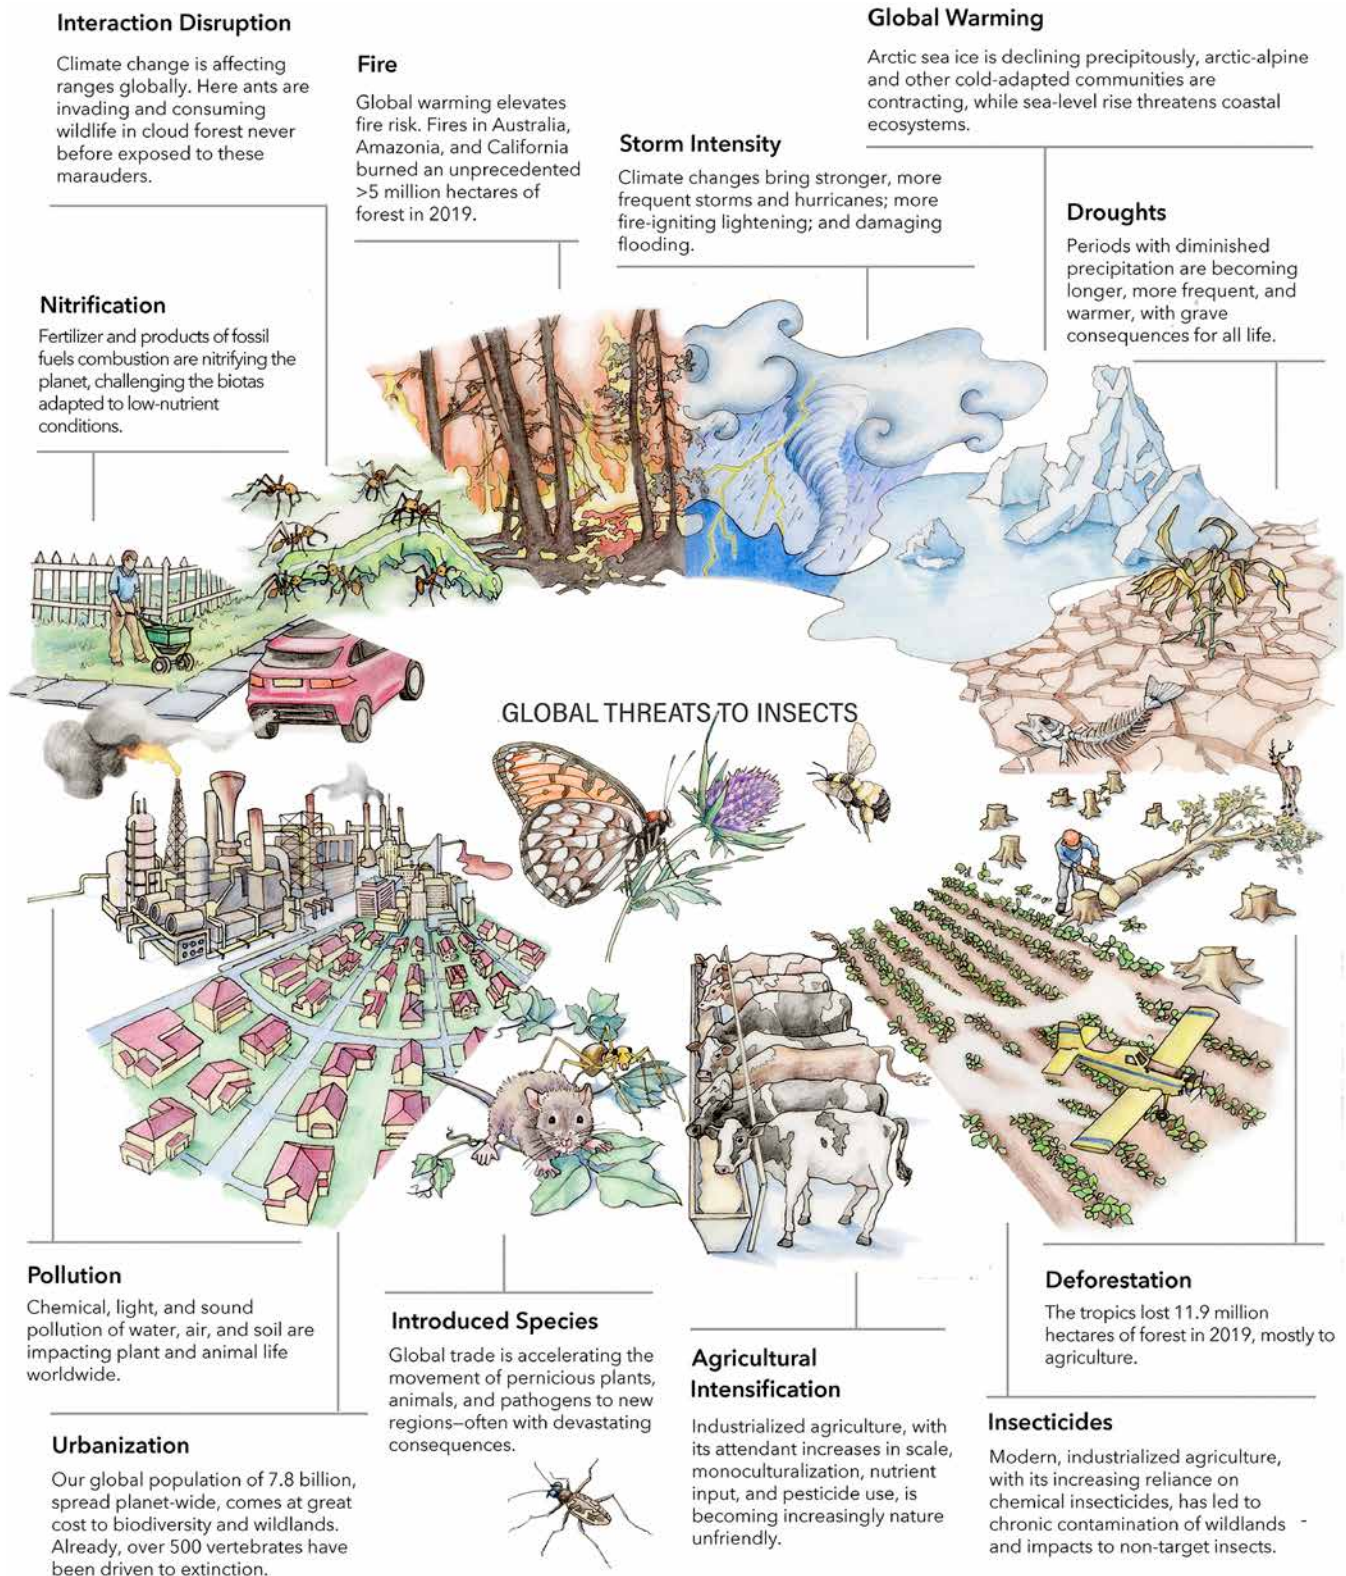 Interaction Disruption
Climate change is affecting
ranges globally. Here ants are
invading and consuming
wildlife in cloud forest never
before exposed to these
marauders.
Fire
Global warming elevates
fire risk. Fires in Australia,
Amazonia, and California
burned an unprecedented
>5 million hectares of
forest in 2019.
Storm Intensity
Climate changes bring stronger, more
frequent storms and hurricanes; more
fire-igniting lightening; and damaging
flooding.
Global Warming
Arctic sea ice is declining precipitously, arctic-alpine
and other cold-adapted communities are
contracting, while sea-level rise threatens coastal
ecosystems.
Droughts
Periods with diminished
precipitation are becoming
longer, more frequent, and
warmer, with grave
consequences for all life.
Nitrification
Fertilizer and products of fossil
fuels combustion are nitrifying the
planet, challenging the biotas
adapted to low-nutrient
conditions.
GLOBAL THREATS TO INSECTS
Pollution
Chemical, light, and sound
pollution of water, air, and soil are
impacting plant and animal life
worldwide.
Urbanization
Our global population of 7.8 billion,
spread planet-wide, comes at great
cost to biodiversity and wildlands.
Already, over 500 vertebrates have
been driven to extinction.
Introduced Species
Global trade is accelerating the
movement of pernicious plants,
animals, and pathogens to new
regions—often with devastating
consequences.
Agricultural
Intensification
Industrialized agriculture, with
its attendant increases in scale,
monoculturalization, nutrient
input, and pesticide use, is
becoming increasingly nature
unfriendly.
Deforestation
The tropics lost 11.9 million
hectares of forest in 2019, mostly to
agriculture.
Insecticides
Modern, industrialized agriculture,
with its increasing reliance on
chemical insecticides, has led to
chronic contamination of wildlands
and impacts to non-target insects.